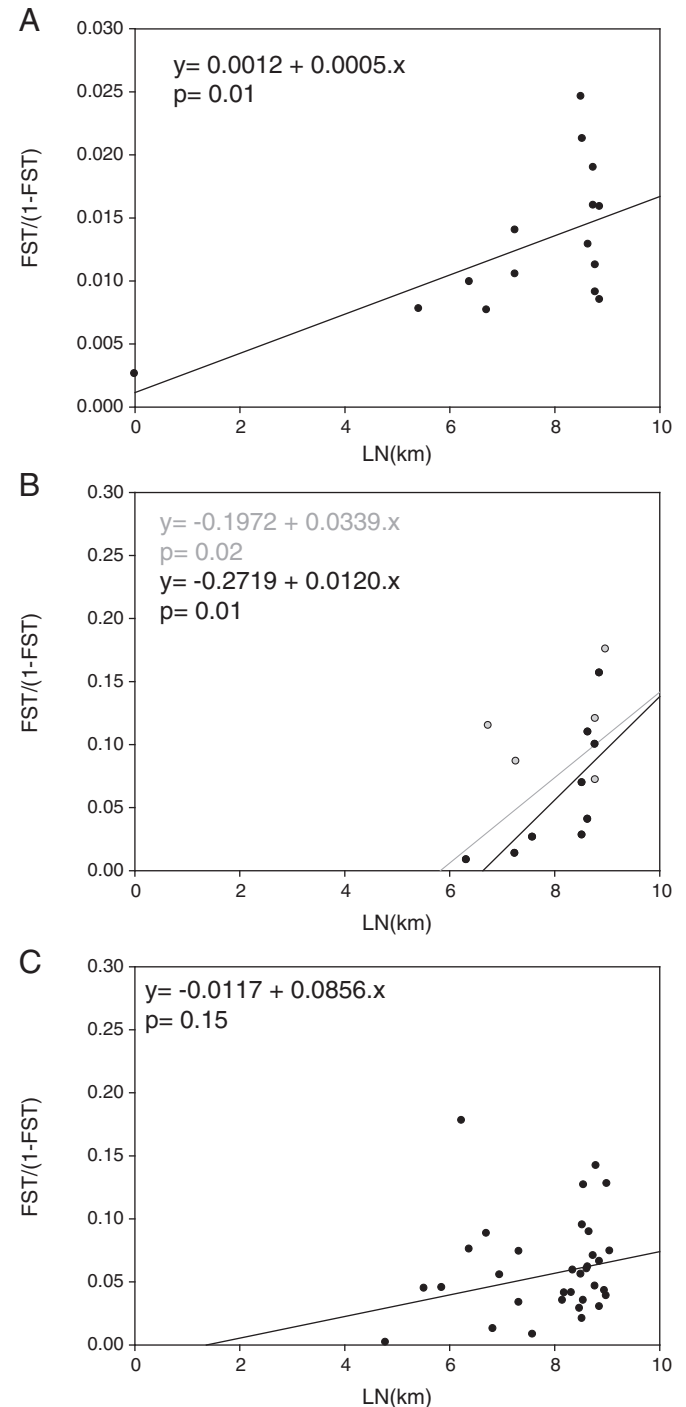 A
y= 0.0012 + 0.0005.x
p= 0.01
FST/(1-FST)
0.030
0.025
0.020
0.015
0.010
0.005
0.000
0 2 4 6 8 10
LN(km)
B
y= -0.1972 + 0.0339.x
p= 0.02
y= -0.2719 + 0.0120.x
p= 0.01
FST/(1-FST)
0.30
0.25
0.20
0.15
0.10
0.05
0.00
0 2 4 6 8 10
LN(km)
C
y= -0.0117 + 0.0856.x
p= 0.15
FST/(1-FST)
0.30
0.25
0.20
0.15
0.10
0.05
0.00
0 2 4 6 8 10
LN(km)